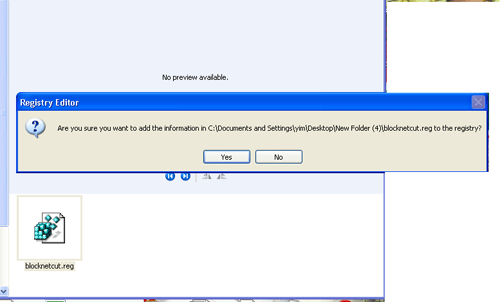 No preview available.
Registry Editor
Are you sure you want to add the information in C:\Documents and Settings\yim\Desktop\New Folder (4)\blocknetcut.reg to the registry?
Yes
No
blocknetcut.reg